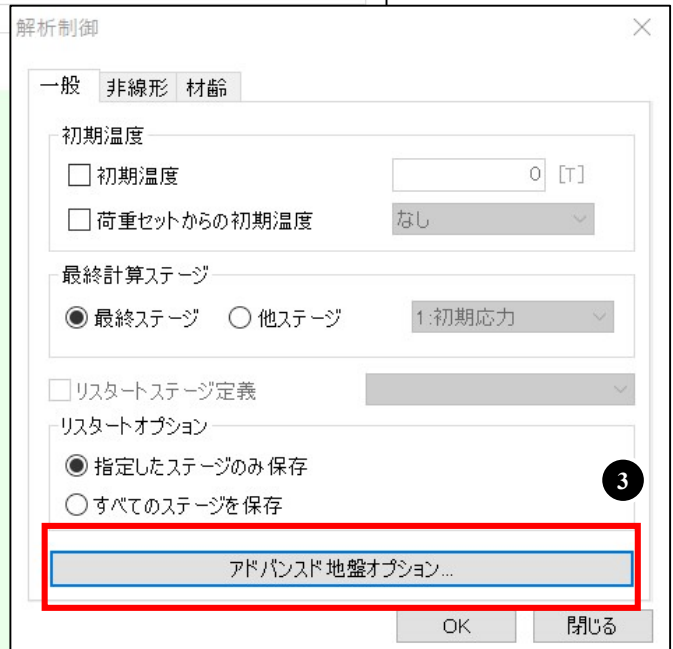 解析制御
一般 非線形 材齢
初期温度
初期温度 0 [T]
荷重セットからの初期温度 なし
最終計算ステージ
最終ステージ 他ステージ 1:初期応力
リスタートステージ定義
リスタートオプション
指定したステージのみ保存
3
すべてのステージを保存
アドバンスド地盤オプション...
OK 閉じる